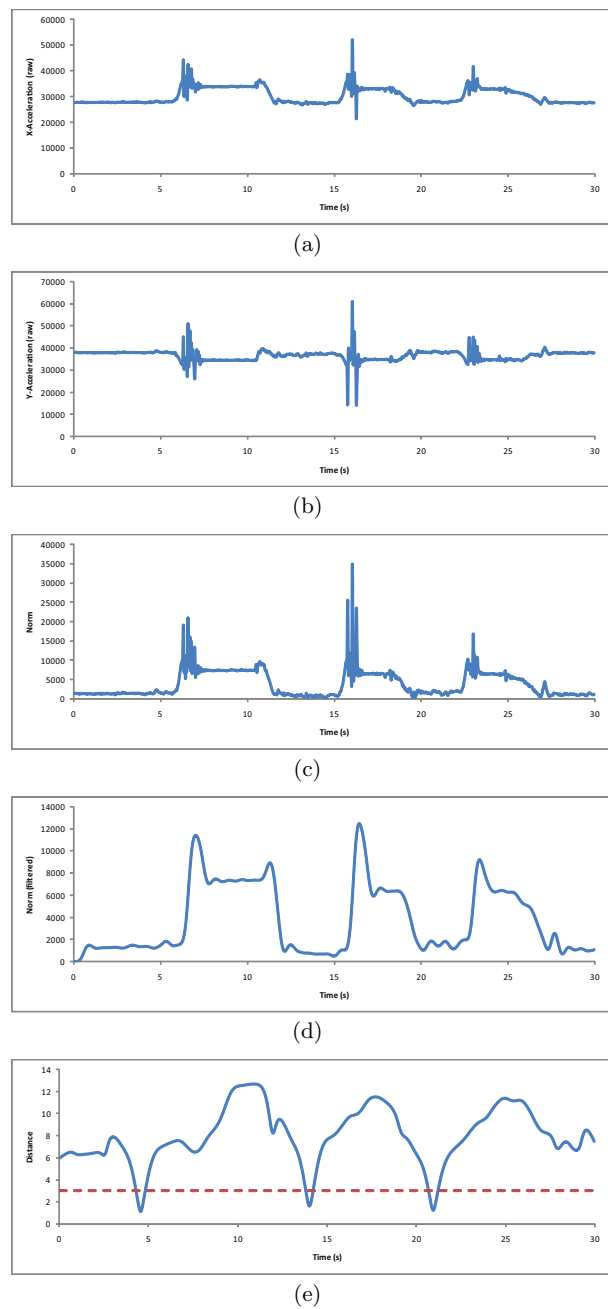 60000
50000
40000
30000
20000
10000
0
X-Acceleration (raw)
0 5 10 15 20 25 30
Time (s)
(a)
70000
60000
50000
40000
30000
20000
10000
0
Y-Acceleration (raw)
0 5 10 15 20 25 30
Time (s)
(b)
40000
35000
30000
25000
20000
15000
10000
5000
0
Norm
0 5 10 15 20 25 30
Time (s)
(c)
14000
12000
10000
8000
6000
4000
2000
0
Norm (filtered)
0 5 10 15 20 25 30
Time (s)
(d)
14
12
10
8
6
4
2
0
Distance
0 5 10 15 20 25 30
Time (s)
(e)